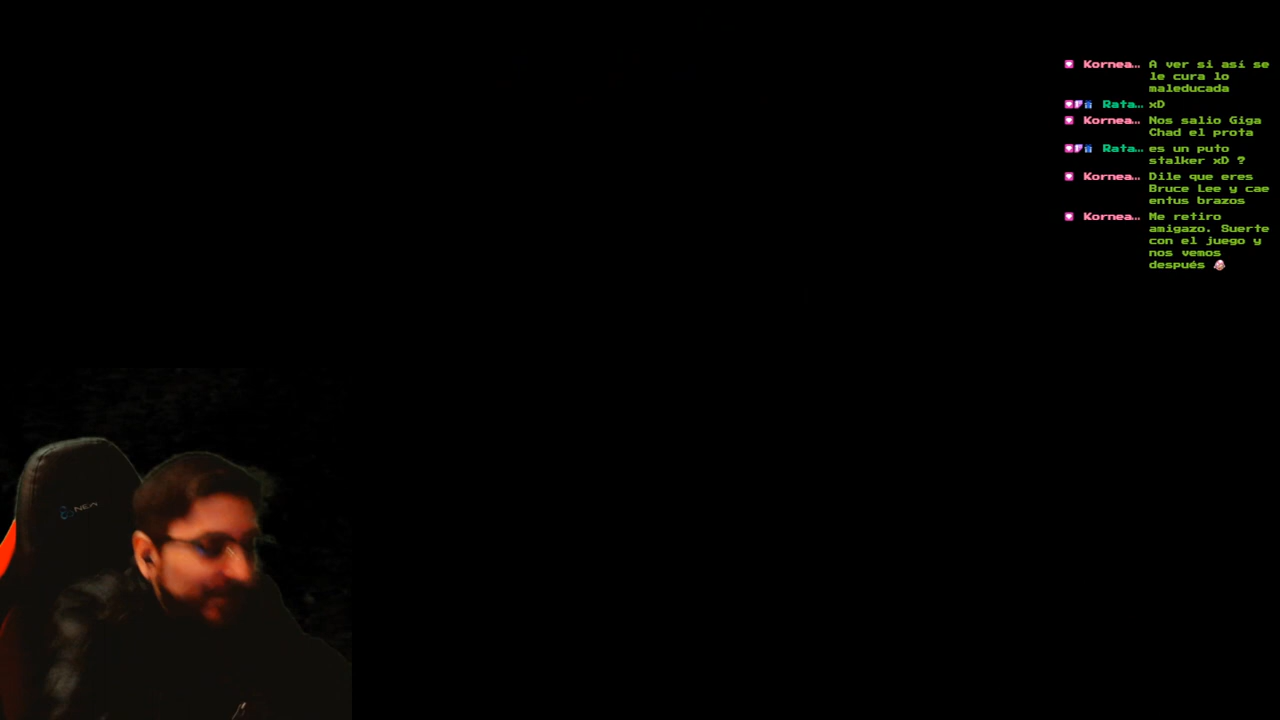 Kornea… A ver si así se
le cura lo
maleducada
Rata… xD
Kornea… Nos salio Giga
Chad el prota
Rata… es un puto
stalker xD ?
Kornea… Dile que eres
Bruce Lee y cae
entus brazos
Kornea… Me retiro
amigazo. Suerte
con el juego y
nos vemos
después
NEW